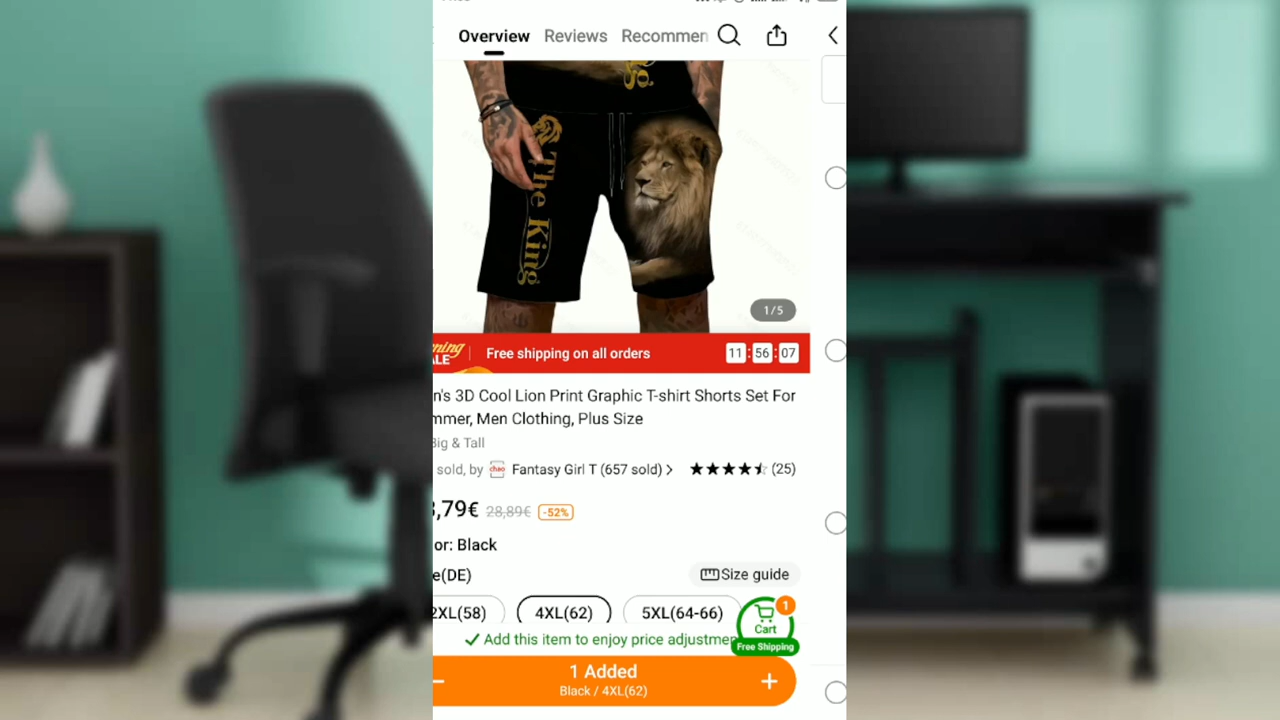 Overview Reviews Recommen
The King
1/5
Free shipping on all orders 11:56:07
n's 3D Cool Lion Print Graphic T-shirt Shorts Set For
mmer, Men Clothing, Plus Size
Big & Tall
sold, by chao Fantasy Girl T (657 sold) (25)
,79€ 28,89€ -52%
or: Black
e(DE) Size guide
2XL(58) 4XL(62) 5XL(64-66)
1
Cart
Free Shipping
Add this item to enjoy price adjustmen
1 Added
Black / 4XL(62)